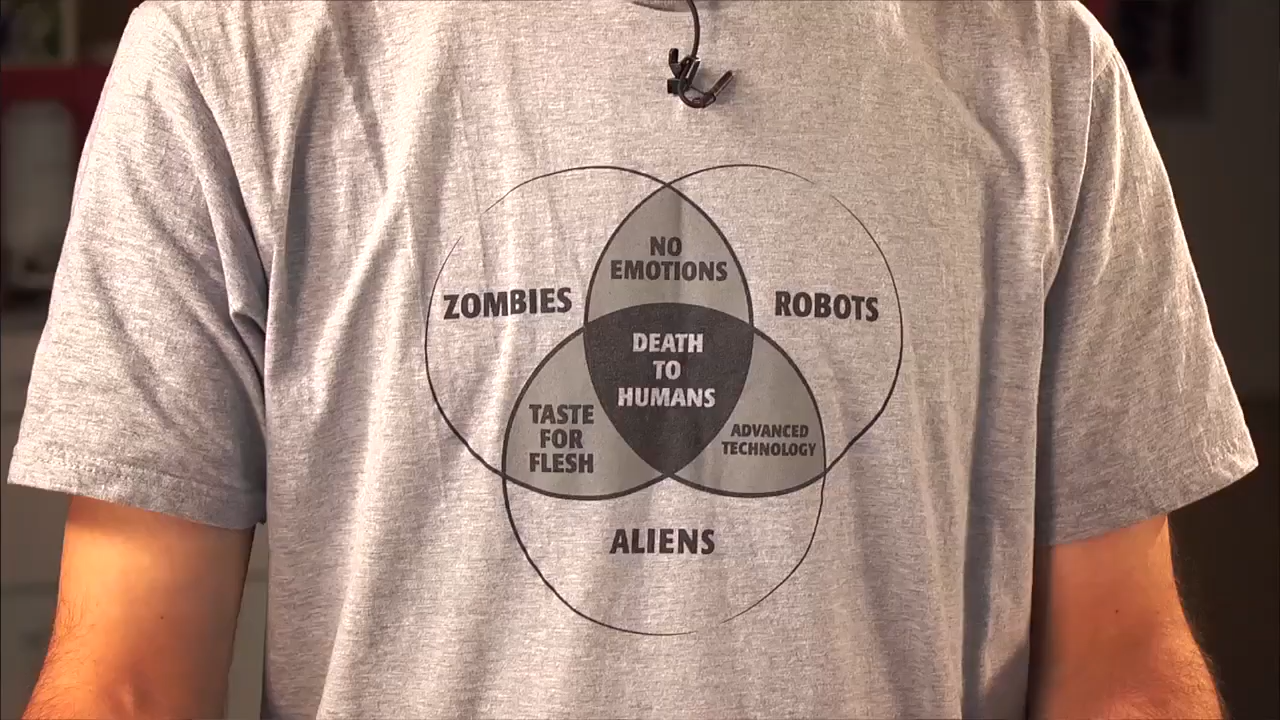 NO
EMOTIONS
ZOMBIES
ROBOTS
DEATH
TO
HUMANS
TASTE
FOR
FLESH
ADVANCED
TECHNOLOGY
ALIENS